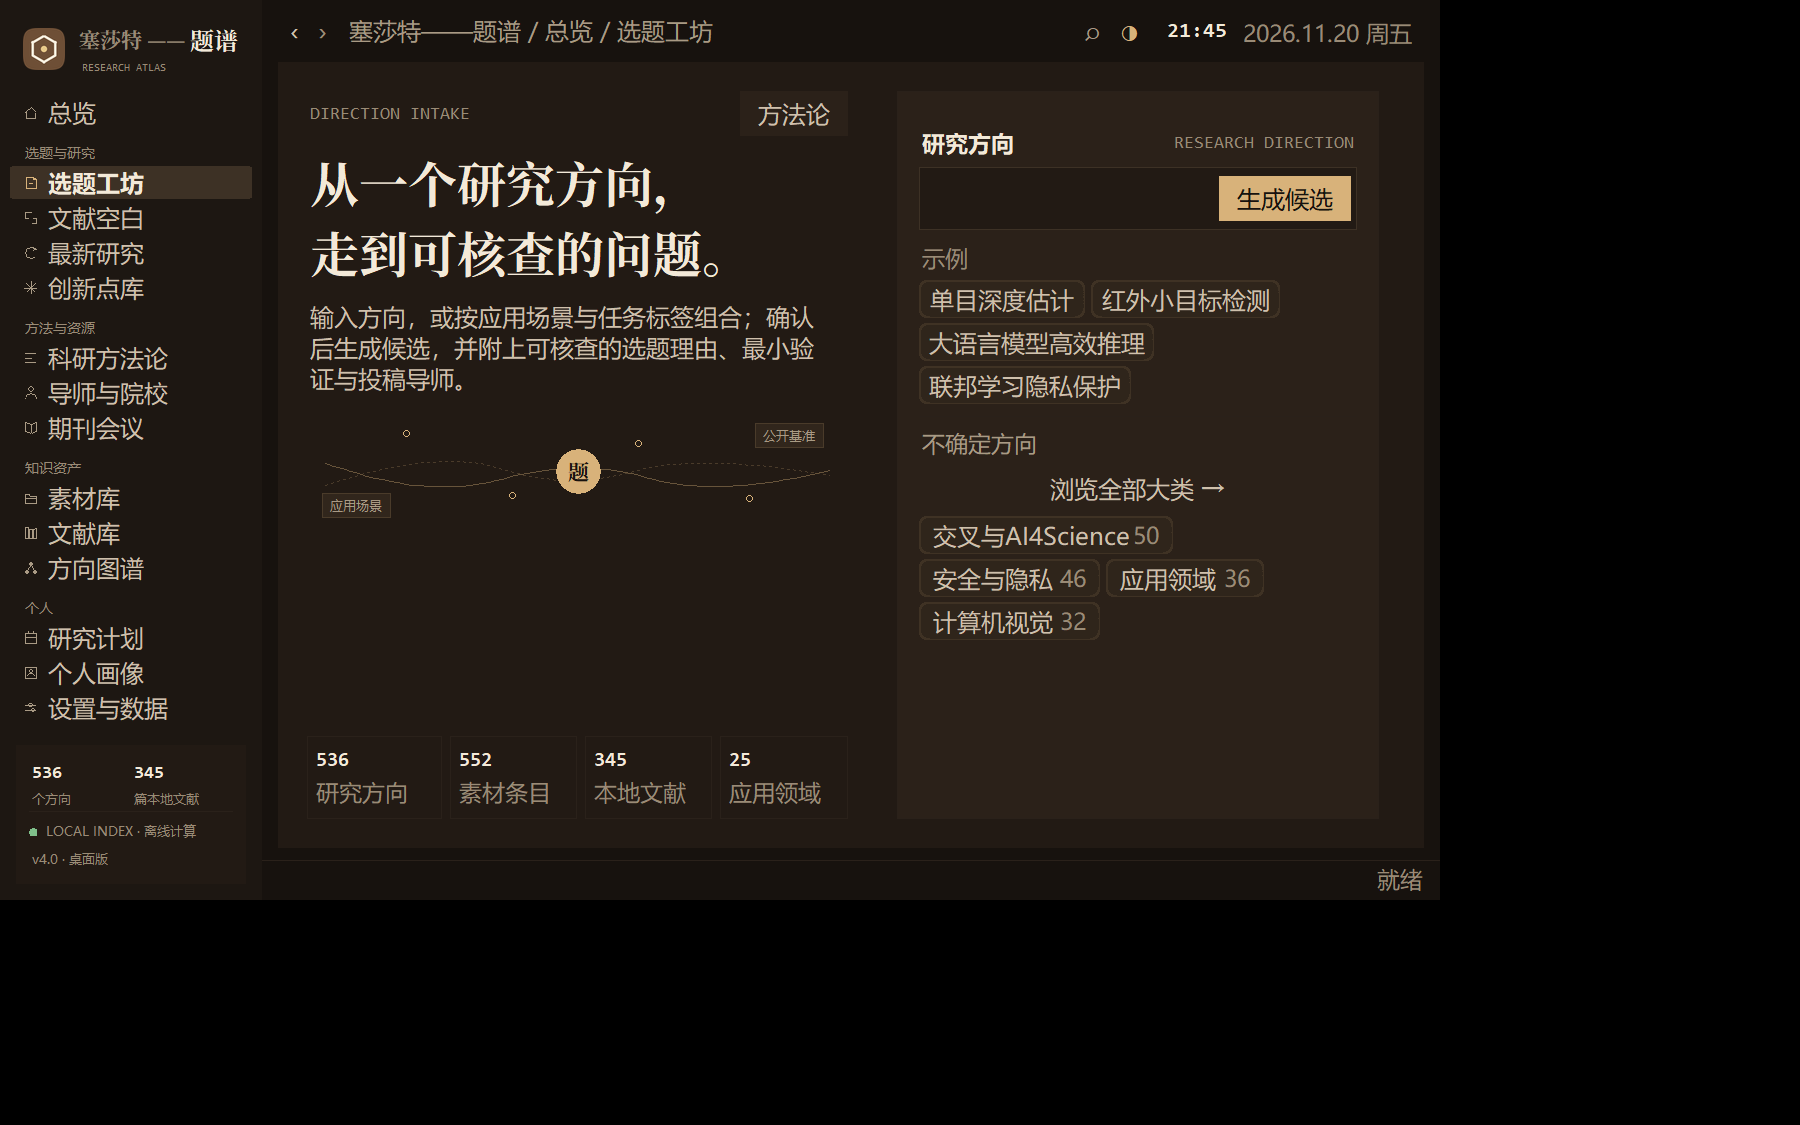 塞莎特 —— 题谱
RESEARCH ATLAS
总览
选题与研究
选题工坊
文献空白
最新研究
创新点库
方法与资源
科研方法论
导师与院校
期刊会议
知识资产
素材库
文献库
方向图谱
个人
研究计划
个人画像
设置与数据
536 345
个方向 篇本地文献
LOCAL INDEX · 离线计算
v4.0 · 桌面版
‹ › 塞莎特——题谱 / 总览 / 选题工坊
21:45 2026.11.20 周五
DIRECTION INTAKE
方法论
从一个研究方向,
走到可核查的问题。
输入方向，或按应用场景与任务标签组合；确认
后生成候选，并附上可核查的选题理由、最小验
证与投稿导师。
公开基准
题
应用场景
536 552 345 25
研究方向 素材条目 本地文献 应用领域
研究方向 RESEARCH DIRECTION
生成候选
示例
单目深度估计 红外小目标检测
大语言模型高效推理
联邦学习隐私保护
不确定方向
浏览全部大类 →
交叉与AI4Science 50
安全与隐私 46 应用领域 36
计算机视觉 32
就绪